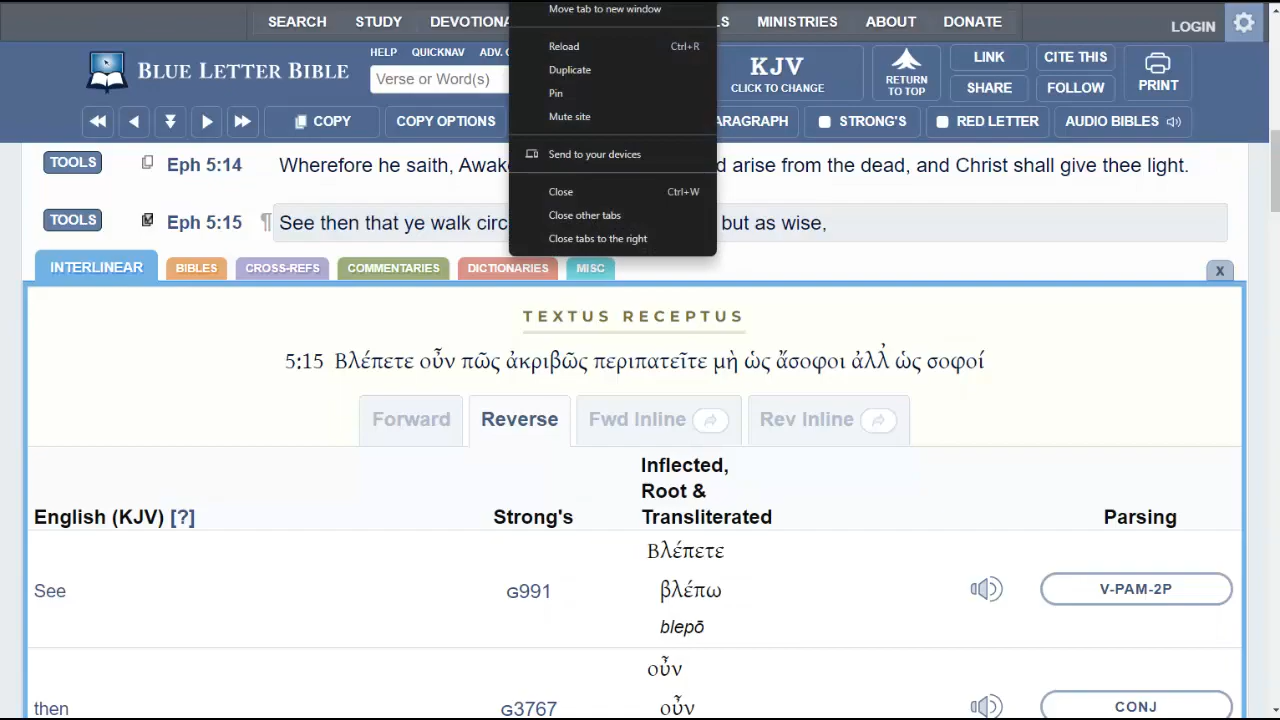 SEARCH STUDY DEVOTIONA LS MINISTRIES ABOUT DONATE LOGIN
Move tab to new window
Reload Ctrl+R
Duplicate
Pin
Mute site
Send to your devices
Close Ctrl+W
Close other tabs
Close tabs to the right
BLUE LETTER BIBLE
HELP QUICKNAV ADV.
Verse or Word(s)
KJV
CLICK TO CHANGE
RETURN
TO TOP
LINK CITE THIS
SHARE FOLLOW
PRINT
COPY COPY OPTIONS ARAGRAPH STRONG'S RED LETTER AUDIO BIBLES
TOOLS Eph 5:14 Wherefore he saith, Awak d arise from the dead, and Christ shall give thee light.
TOOLS Eph 5:15 ¶ See then that ye walk circ but as wise,
INTERLINEAR BIBLES CROSS-REFS COMMENTARIES DICTIONARIES MISC X
TEXTUS RECEPTUS
5:15 Βλέπετε οὖν πῶς ἀκριβῶς περιπατεῖτε μὴ ὡς ἄσοφοι ἀλλ᾽ ὡς σοφοί
Forward Reverse Fwd Inline Rev Inline
English (KJV) [?] Strong's Inflected,
Root &
Transliterated Parsing
See G991 Βλέπετε
βλέπω
blepō V-PAM-2P
then G3767 οὖν
οὖν CONJ